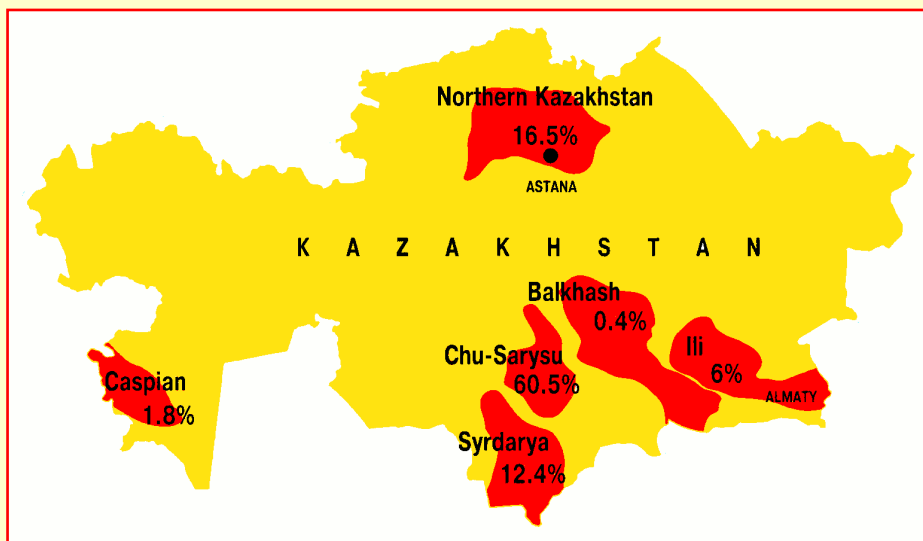 Northern Kazakhstan
16.5%
ASTANA
K A Z A K H S T A N
Balkhash
0.4%
Ili
6%
ALMATY
Chu-Sarysu
60.5%
Caspian
1.8%
Syrdarya
12.4%